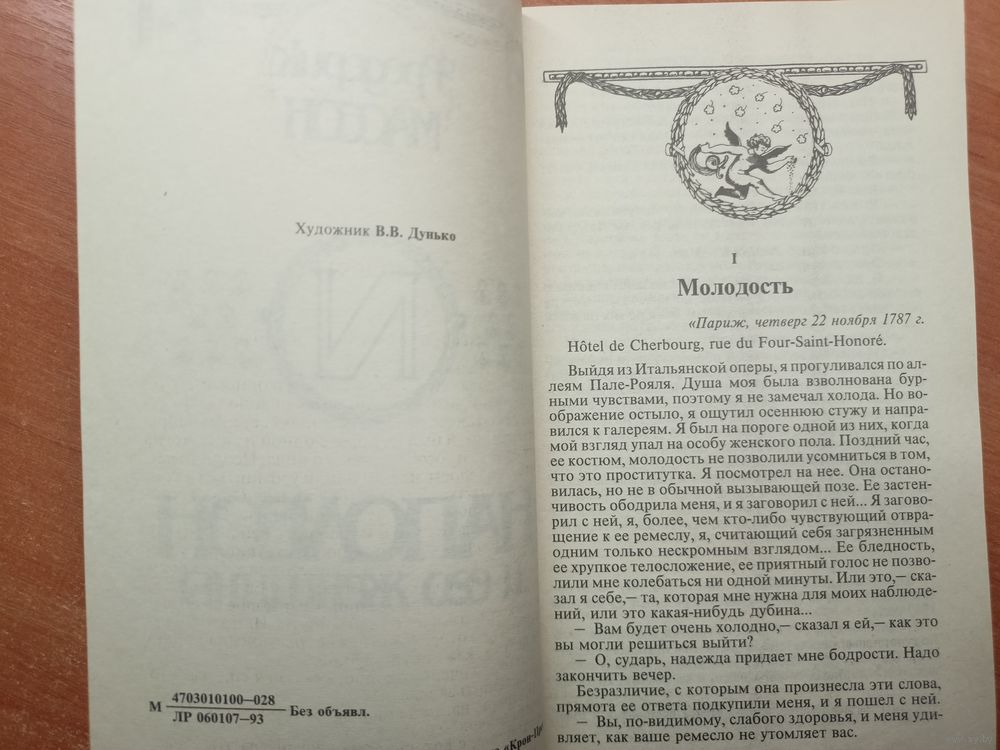 Художник В.В. Дунько
М 4703010100—028
ЛР 060107—93 Без объявл.
I
Молодость
«Париж, четверг 22 ноября 1787 г.
Hôtel de Cherbourg, rue du Four-Saint-Honoré.
Выйдя из Итальянской оперы, я прогуливался по ал-
леям Пале-Рояля. Душа моя была взволнована бур-
ными чувствами, поэтому я не замечал холода. Но во-
ображение остыло, я ощутил осеннюю стужу и напра-
вился к галереям. Я был на пороге одной из них, когда
мой взгляд упал на особу женского пола. Поздний час,
ее костюм, молодость не позволили усомниться в том,
что это проститутка. Я посмотрел на нее. Она остано-
вилась, но не в обычной вызывающей позе. Ее застен-
чивость ободрила меня, и я заговорил с ней... Я загово-
рил с ней, я, более, чем кто-либо чувствующий отвра-
щение к ее ремеслу, я, считающий себя загрязненным
одним только нескромным взглядом... Ее бледность,
ее хрупкое телосложение, ее приятный голос не позво-
лили мне колебаться ни одной минуты. Или это,— ска-
зал я себе,— та, которая мне нужна для моих наблюде-
ний, или это какая-нибудь дубина...
— Вам будет очень холодно,— сказал я ей,— как это
вы могли решиться выйти?
— О, сударь, надежда придает мне бодрости. Надо
закончить вечер.
Безразличие, с которым она произнесла эти слова,
прямота ее ответа подкупили меня, и я пошел с ней.
— Вы, по-видимому, слабого здоровья, и меня уди-
вляет, как ваше ремесло не утомляет вас.